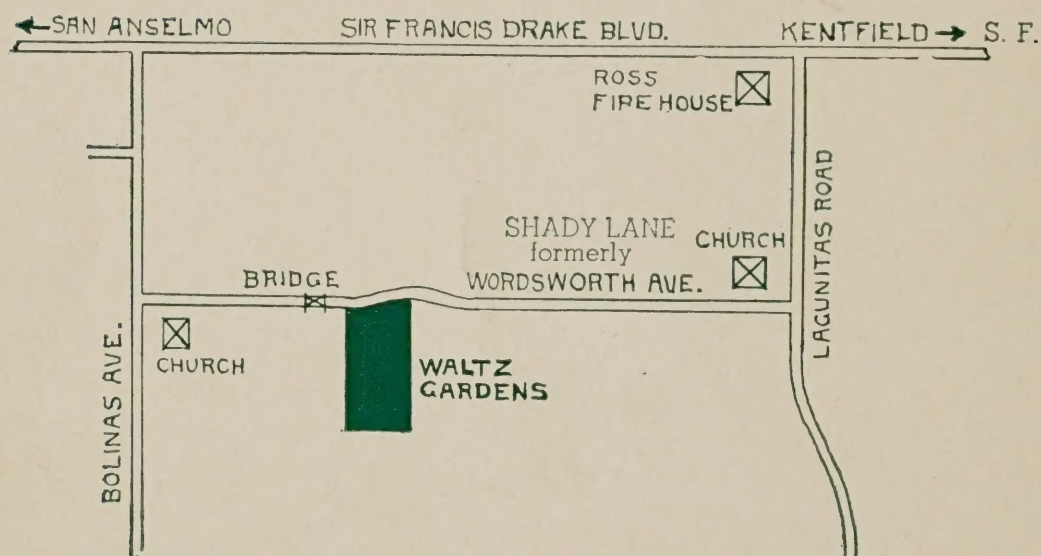 SAN ANSELMO
SIR FRANCIS DRAKE BLVD.
KENTFIELD
S. F.
ROSS
FIRE HOUSE
LAGUNITAS ROAD
SHADY LANE
formerly
WORDSWORTH AVE.
CHURCH
BRIDGE
CHURCH
WALTZ
GARDENS
BOLINAS AVE.